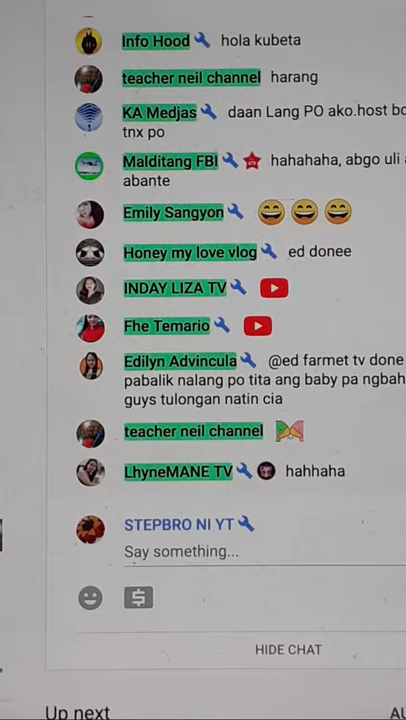 Info Hood hola kubeta
teacher neil channel harang
KA Medjas daan Lang PO ako.host
tnx po
Malditang FBI hahahaha, abgo uli
abante
Emily Sangyon
Honey my love vlog ed donee
INDAY LIZA TV
Fhe Temario
Edilyn Advincula @ed farmet tv done
pabalik nalang po tita ang baby pa ngbah
guys tulongan natin cia
teacher neil channel
LhyneMANE TV hahhaha
STEPBRO NI YT
Say something...
HIDE CHAT
Up next